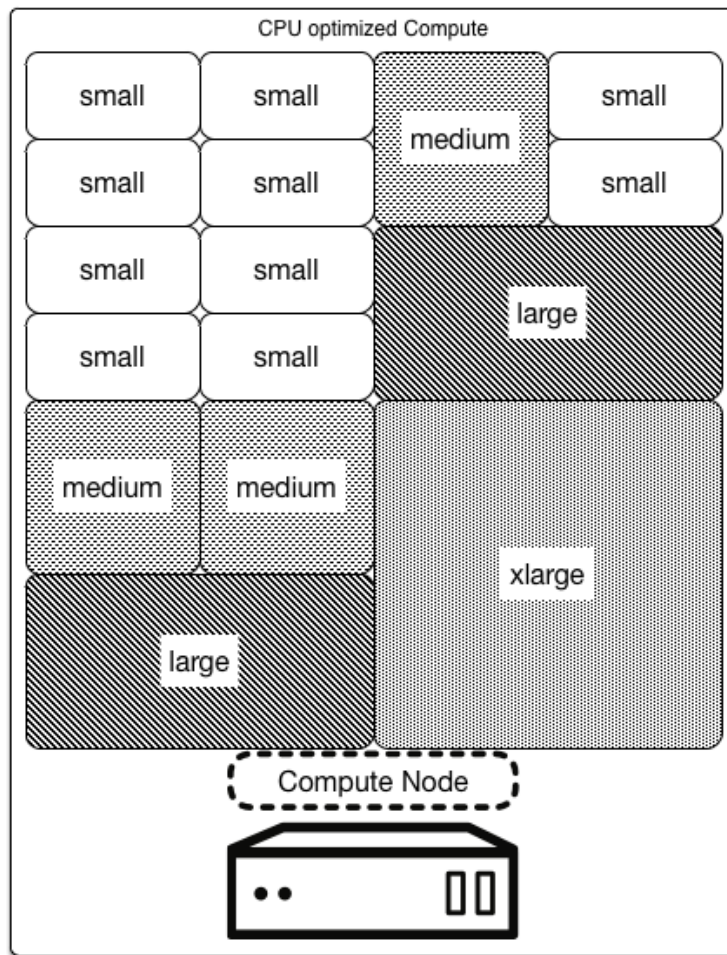 CPU optimized Compute
small small small
medium
small small small
small small
large
small small
medium medium
xlarge
large
Compute Node